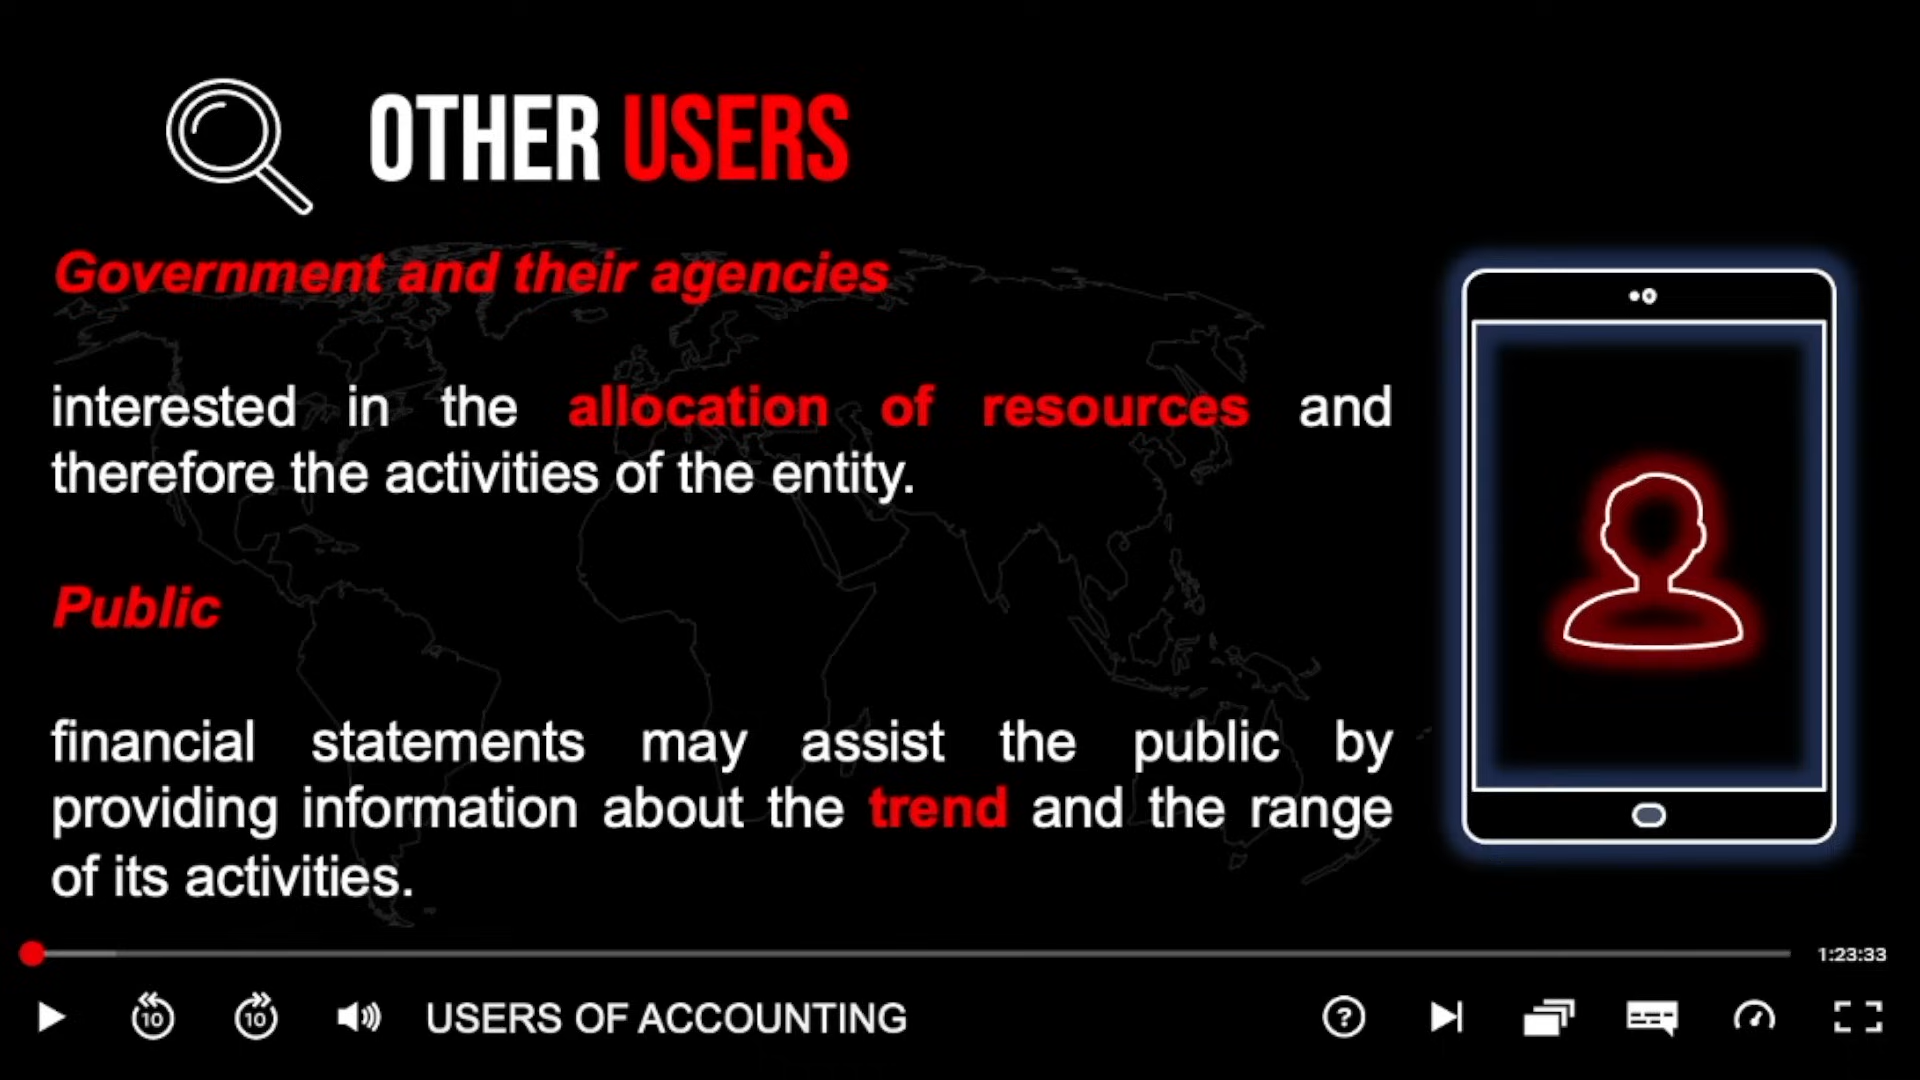 OTHER USERS
Government and their agencies
interested in the allocation of resources and
therefore the activities of the entity.
Public
financial statements may assist the public by
providing information about the trend and the range
of its activities.
1:23:33
10 10 USERS OF ACCOUNTING ?